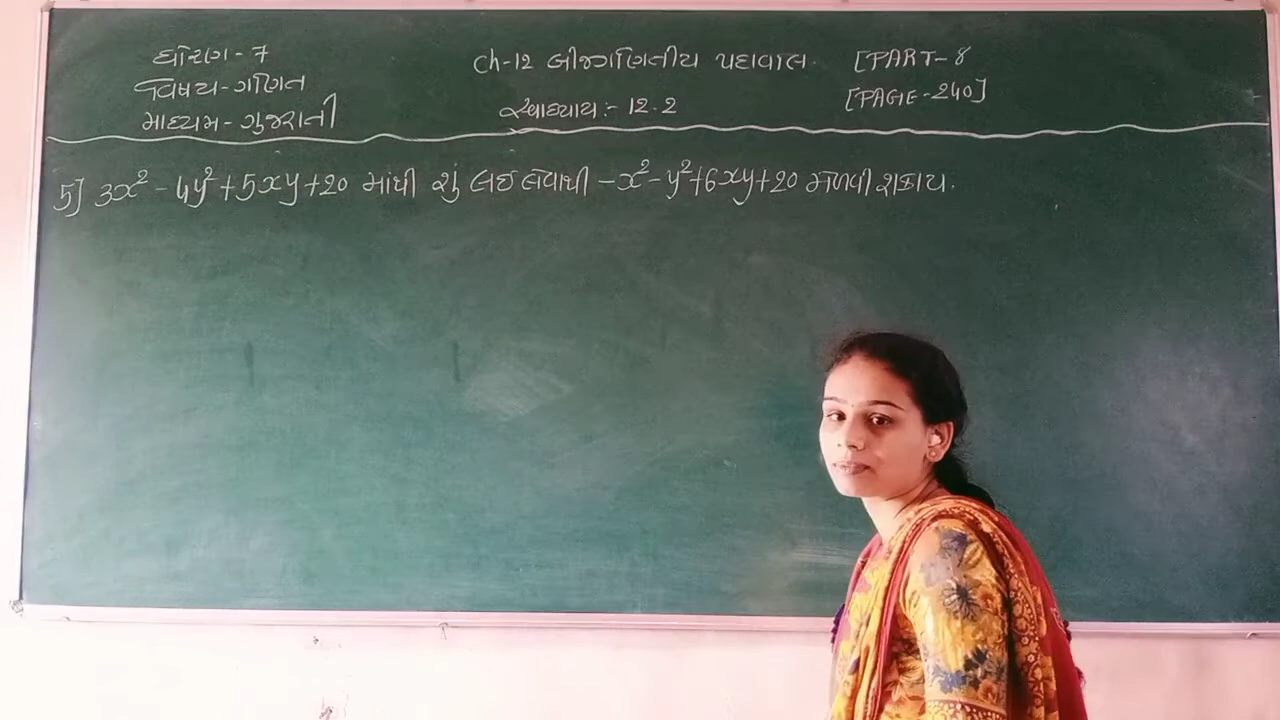 ધોરણ - 7
વિષય - ગણિત
માધ્યમ - ગુજરાતી
Ch-12 બીજગણિતીય પદાવલિ. [PART-8
સ્વાધ્યાય :- 12.2 [PAGE-240]
5] 3x² - 4y² + 5xy + 20 માંથી શું લઇ લેવાથી -x² - y² + 6xy + 20 મળવી શકાય.